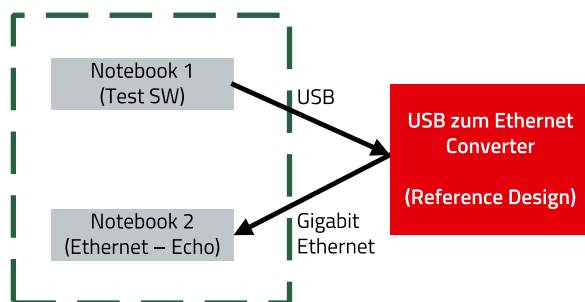 Notebook 1
(Test SW)
USB
USB zum Ethernet
Converter
(Reference Design)
Notebook 2
(Ethernet – Echo)
Gigabit
Ethernet